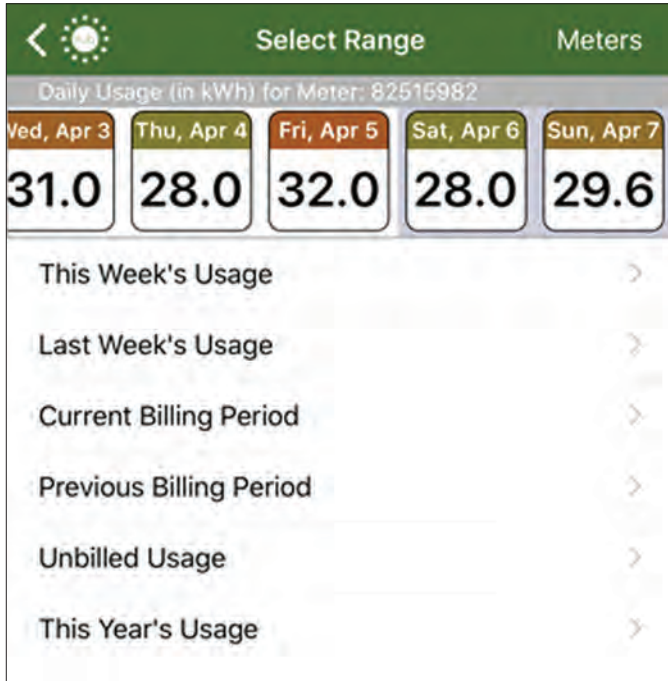 Select Range
Meters
Daily Usage (in kWh) for Meter: 82515982
Wed, Apr 3
Thu, Apr 4
Fri, Apr 5
Sat, Apr 6
Sun, Apr 7
31.0
28.0
32.0
28.0
29.6
This Week's Usage
Last Week's Usage
Current Billing Period
Previous Billing Period
Unbilled Usage
This Year's Usage